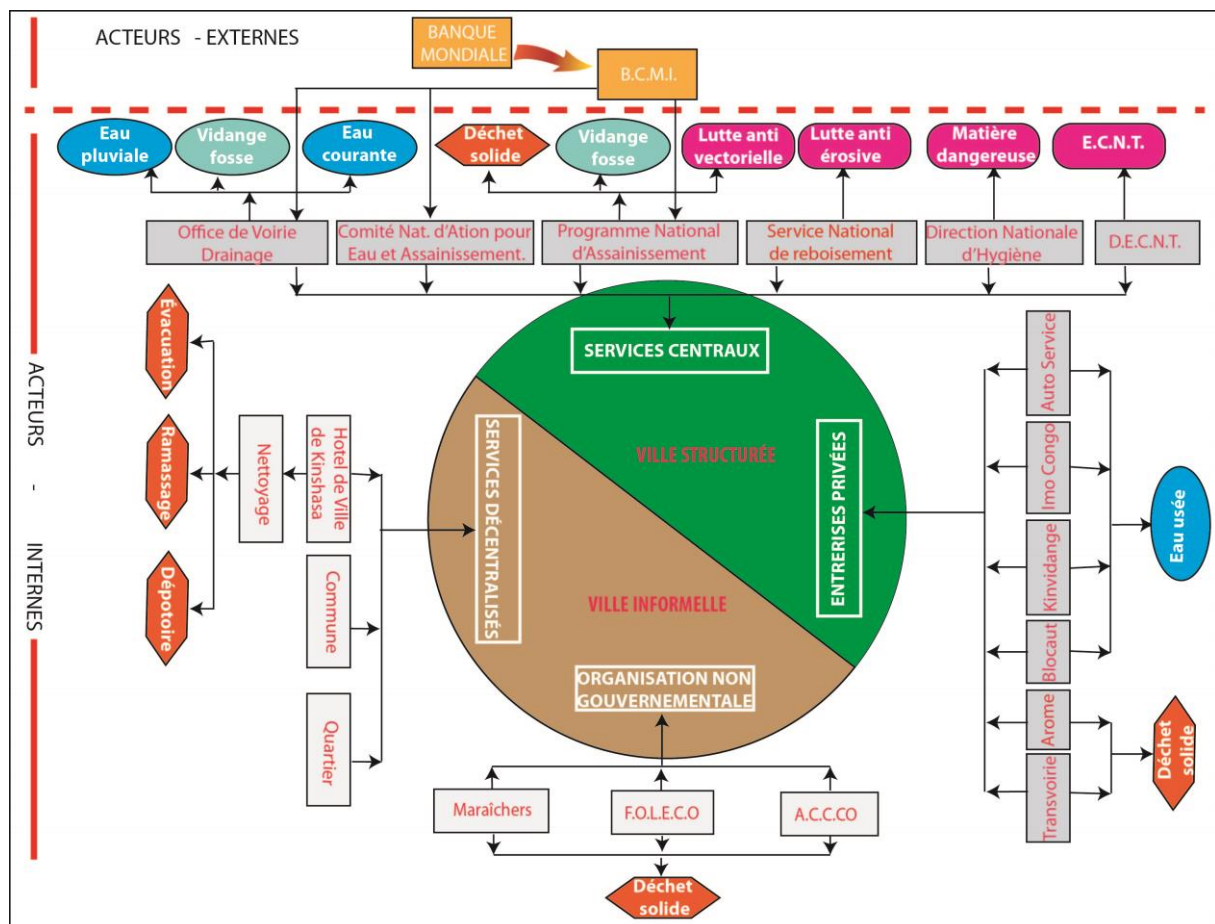 ACTEURS - EXTERNES
BANQUE
MONDIALE
B.C.M.I.
Eau
pluviale
Vidange
fosse
Eau
courante
Déchet
solide
Vidange
fosse
Lutte anti
vectorielle
Lutte anti
érosive
Matière
dangereuse
E.C.N.T.
Office de Voirie
Drainage
Comité Nat. d'Ation pour
Eau et Assainissement.
Programme National
d'Assainissement
Service National
de reboisement
Direction Nationale
d'Hygiène
D.E.C.N.T.
ACTEURS - INTERNES
Évacuation
Ramassage
Dépotoire
Nettoyage
Hotel de Ville
de Kinshasa
Commune
Quartier
SERVICES CENTRAUX
SERVICES DÉCENTRALISÉS
VILLE STRUCTURÉE
ENTRERISES PRIVÉES
VILLE INFORMELLE
ORGANISATION NON
GOUVERNEMENTALE
Auto Service
Imo Congo
Kinvidange
Blocaut
Arome
Transvoirie
Eau usée
Déchet
solide
Maraîchers
F.O.L.E.C.O
A.C.C.CO
Déchet
solide